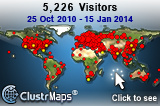 5,226 Visitors
25 Oct 2010 - 15 Jan 2014
ClustrMaps®
Click to see